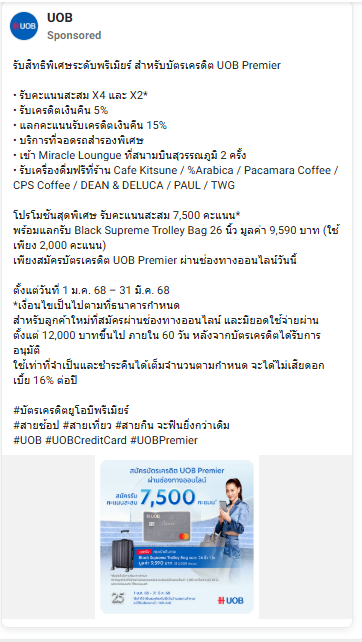 UOB
UOB
Sponsored
รับสิทธิพิเศษระดับพรีเมียร์ สำหรับบัตรเครดิต UOB Premier
• รับคะแนนสะสม X4 และ X2*
• รับเครดิตเงินคืน 5%
• แลกคะแนนรับเครดิตเงินคืน 15%
• บริการที่จอดรถสำรองพิเศษ
• เข้า Miracle Loungue ที่สนามบินสุวรรณภูมิ 2 ครั้ง
• รับเครื่องดื่มฟรีที่ร้าน Cafe Kitsune / %Arabica / Pacamara Coffee /
CPS Coffee / DEAN & DELUCA / PAUL / TWG
โปรโมชันสุดพิเศษ รับคะแนนสะสม 7,500 คะแนน*
พร้อมแลกรับ Black Supreme Trolley Bag 26 นิ้ว มูลค่า 9,590 บาท (ใช้
เพียง 2,000 คะแนน)
เพียงสมัครบัตรเครดิต UOB Premier ผ่านช่องทางออนไลน์วันนี้
ตั้งแต่วันที่ 1 ม.ค. 68 – 31 มี.ค. 68
*เงื่อนไขเป็นไปตามที่ธนาคารกำหนด
สำหรับลูกค้าใหม่ที่สมัครผ่านช่องทางออนไลน์ และมียอดใช้จ่ายผ่าน
ตั้งแต่ 12,000 บาทขึ้นไป ภายใน 60 วัน หลังจากบัตรเครดิตได้รับการ
อนุมัติ
ใช้เท่าที่จำเป็นและชำระคืนได้เต็มจำนวนตามกำหนด จะได้ไม่เสียดอก
เบี้ย 16% ต่อปี
#บัตรเครดิตยูโอบีพรีเมียร์
#สายช้อป #สายเที่ยว #สายกิน จะฟินยิ่งกว่าเดิม
#UOB #UOBCreditCard #UOBPremier
สมัครบัตรเครดิต UOB Premier
ผ่านช่องทางออนไลน์
สมัครรับ
คะแนนสะสม 7,500 คะแนน*
UOB
Black Supreme Trolley Bag 26 นิ้ว
มูลค่า 9,590 บาท
25
UOB